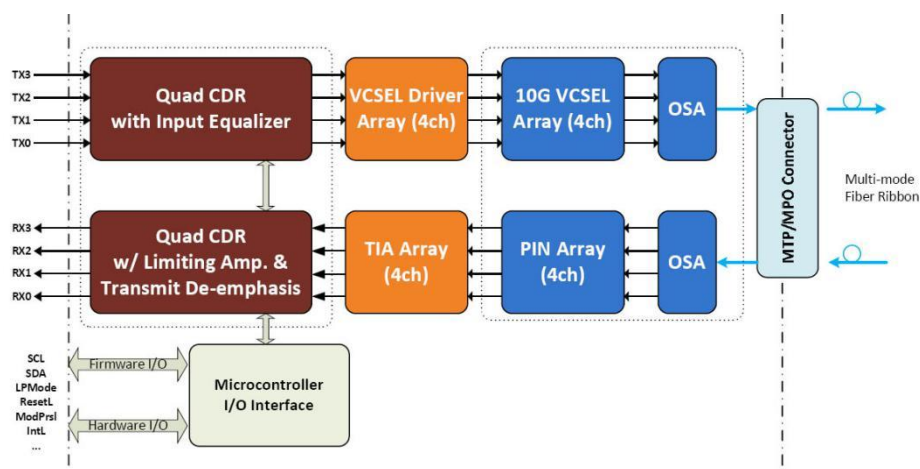 TX3
TX2
TX1
TX0
Quad CDR
with Input Equalizer
VCSEL Driver
Array (4ch)
10G VCSEL
Array (4ch)
OSA
MTP/MPO Connector
Multi-mode
Fiber Ribbon
RX3
RX2
RX1
RX0
Quad CDR
w/ Limiting Amp. &
Transmit De-emphasis
TIA Array
(4ch)
PIN Array
(4ch)
OSA
SCL
SDA
LPMode
ResetL
ModPrsl
IntL
...
Firmware I/O
Hardware I/O
Microcontroller
I/O Interface